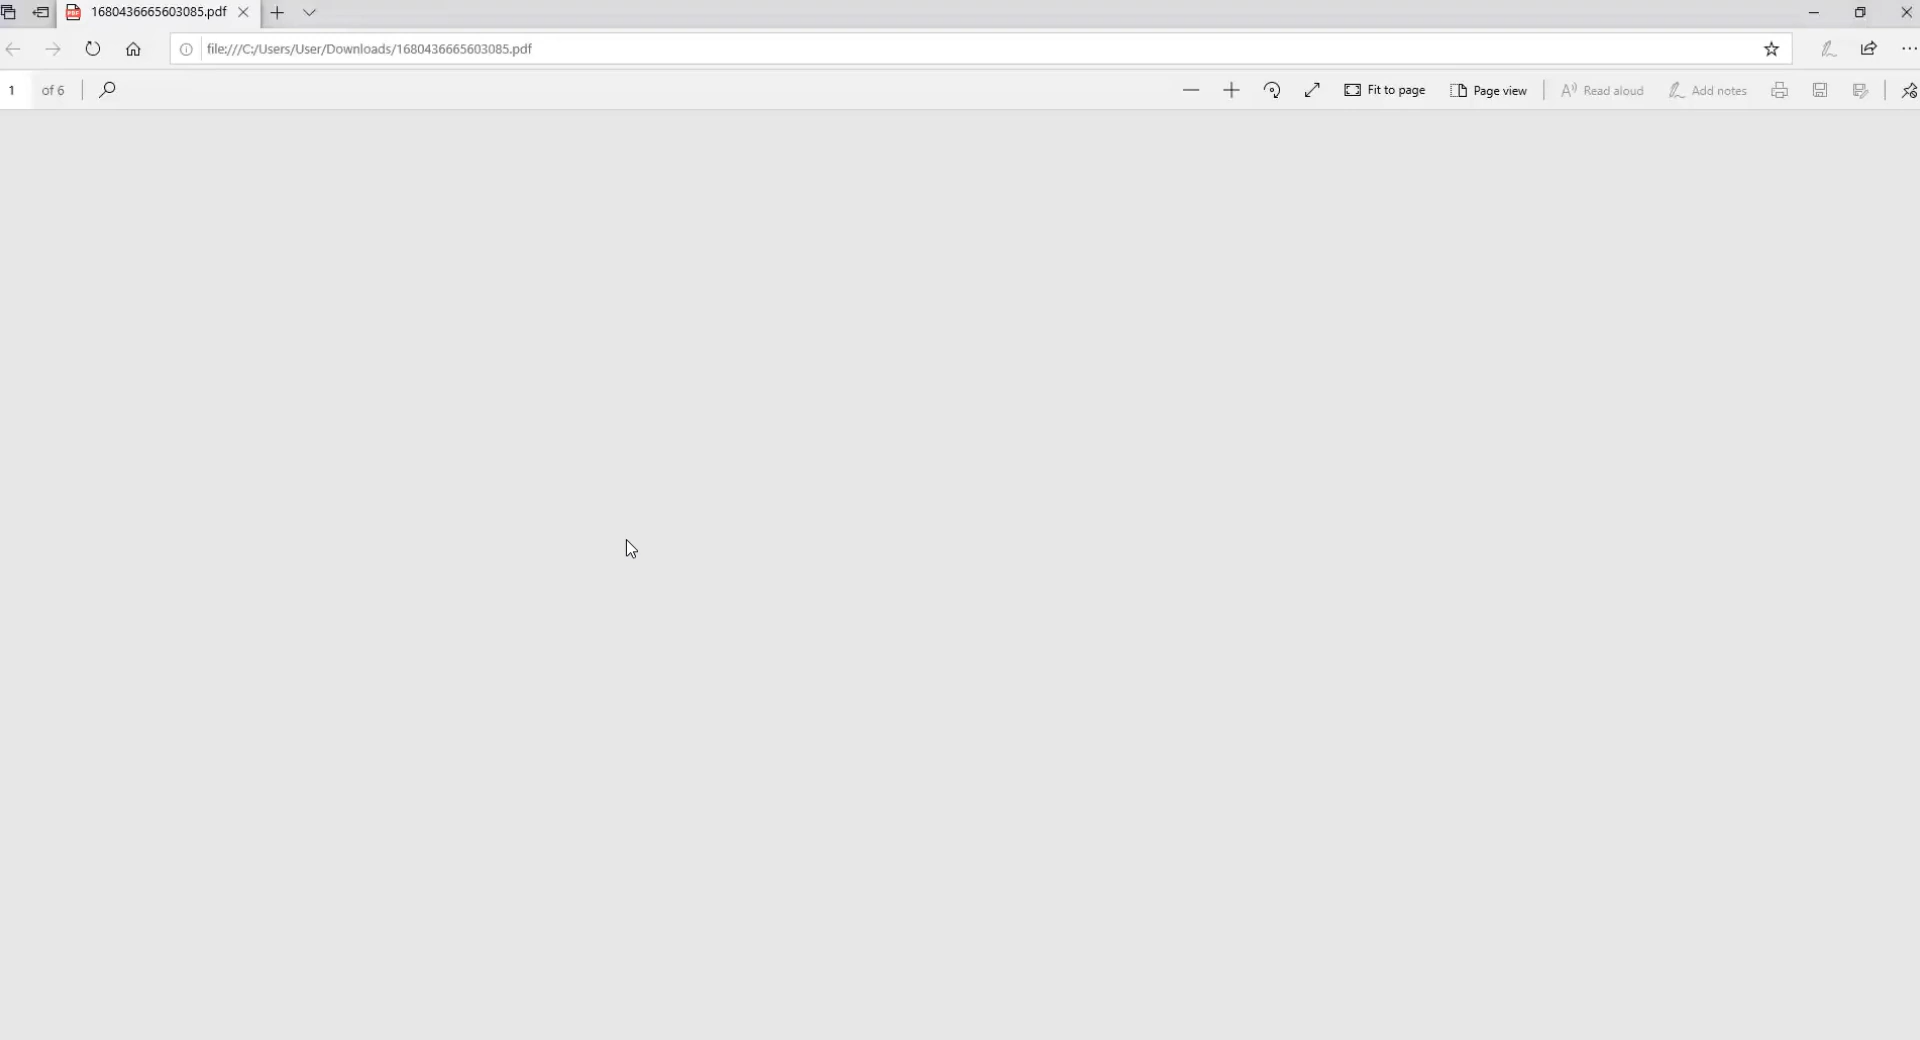 1680436665603085.pdf
file:///C:/Users/User/Downloads/1680436665603085.pdf
1 of 6 Fit to page Page view Read aloud Add notes